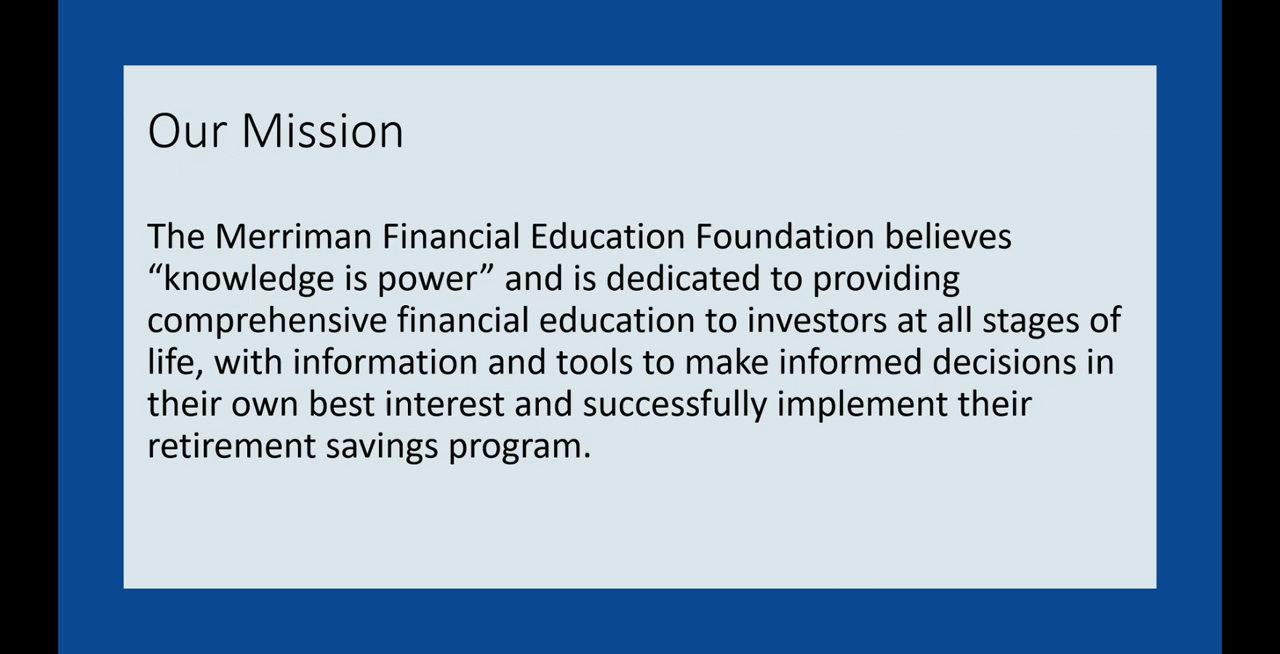 Our Mission
The Merriman Financial Education Foundation believes
“knowledge is power” and is dedicated to providing
comprehensive financial education to investors at all stages of
life, with information and tools to make informed decisions in
their own best interest and successfully implement their
retirement savings program.